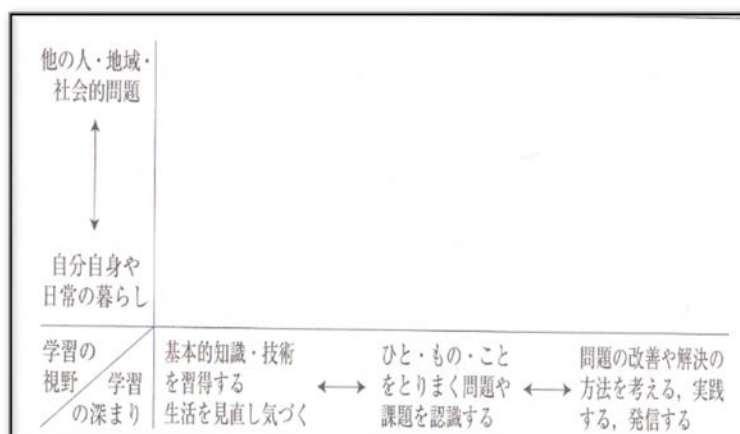 他の人・地域・
社会的問題
自分自身や
日常の暮らし
学習の
視野
学習
の深まり
基本的知識・技術
を習得する
生活を見直し気づく
ひと・もの・こと
をとりまく問題や
課題を認識する
問題の改善や解決の
方法を考える，実践
する，発信する